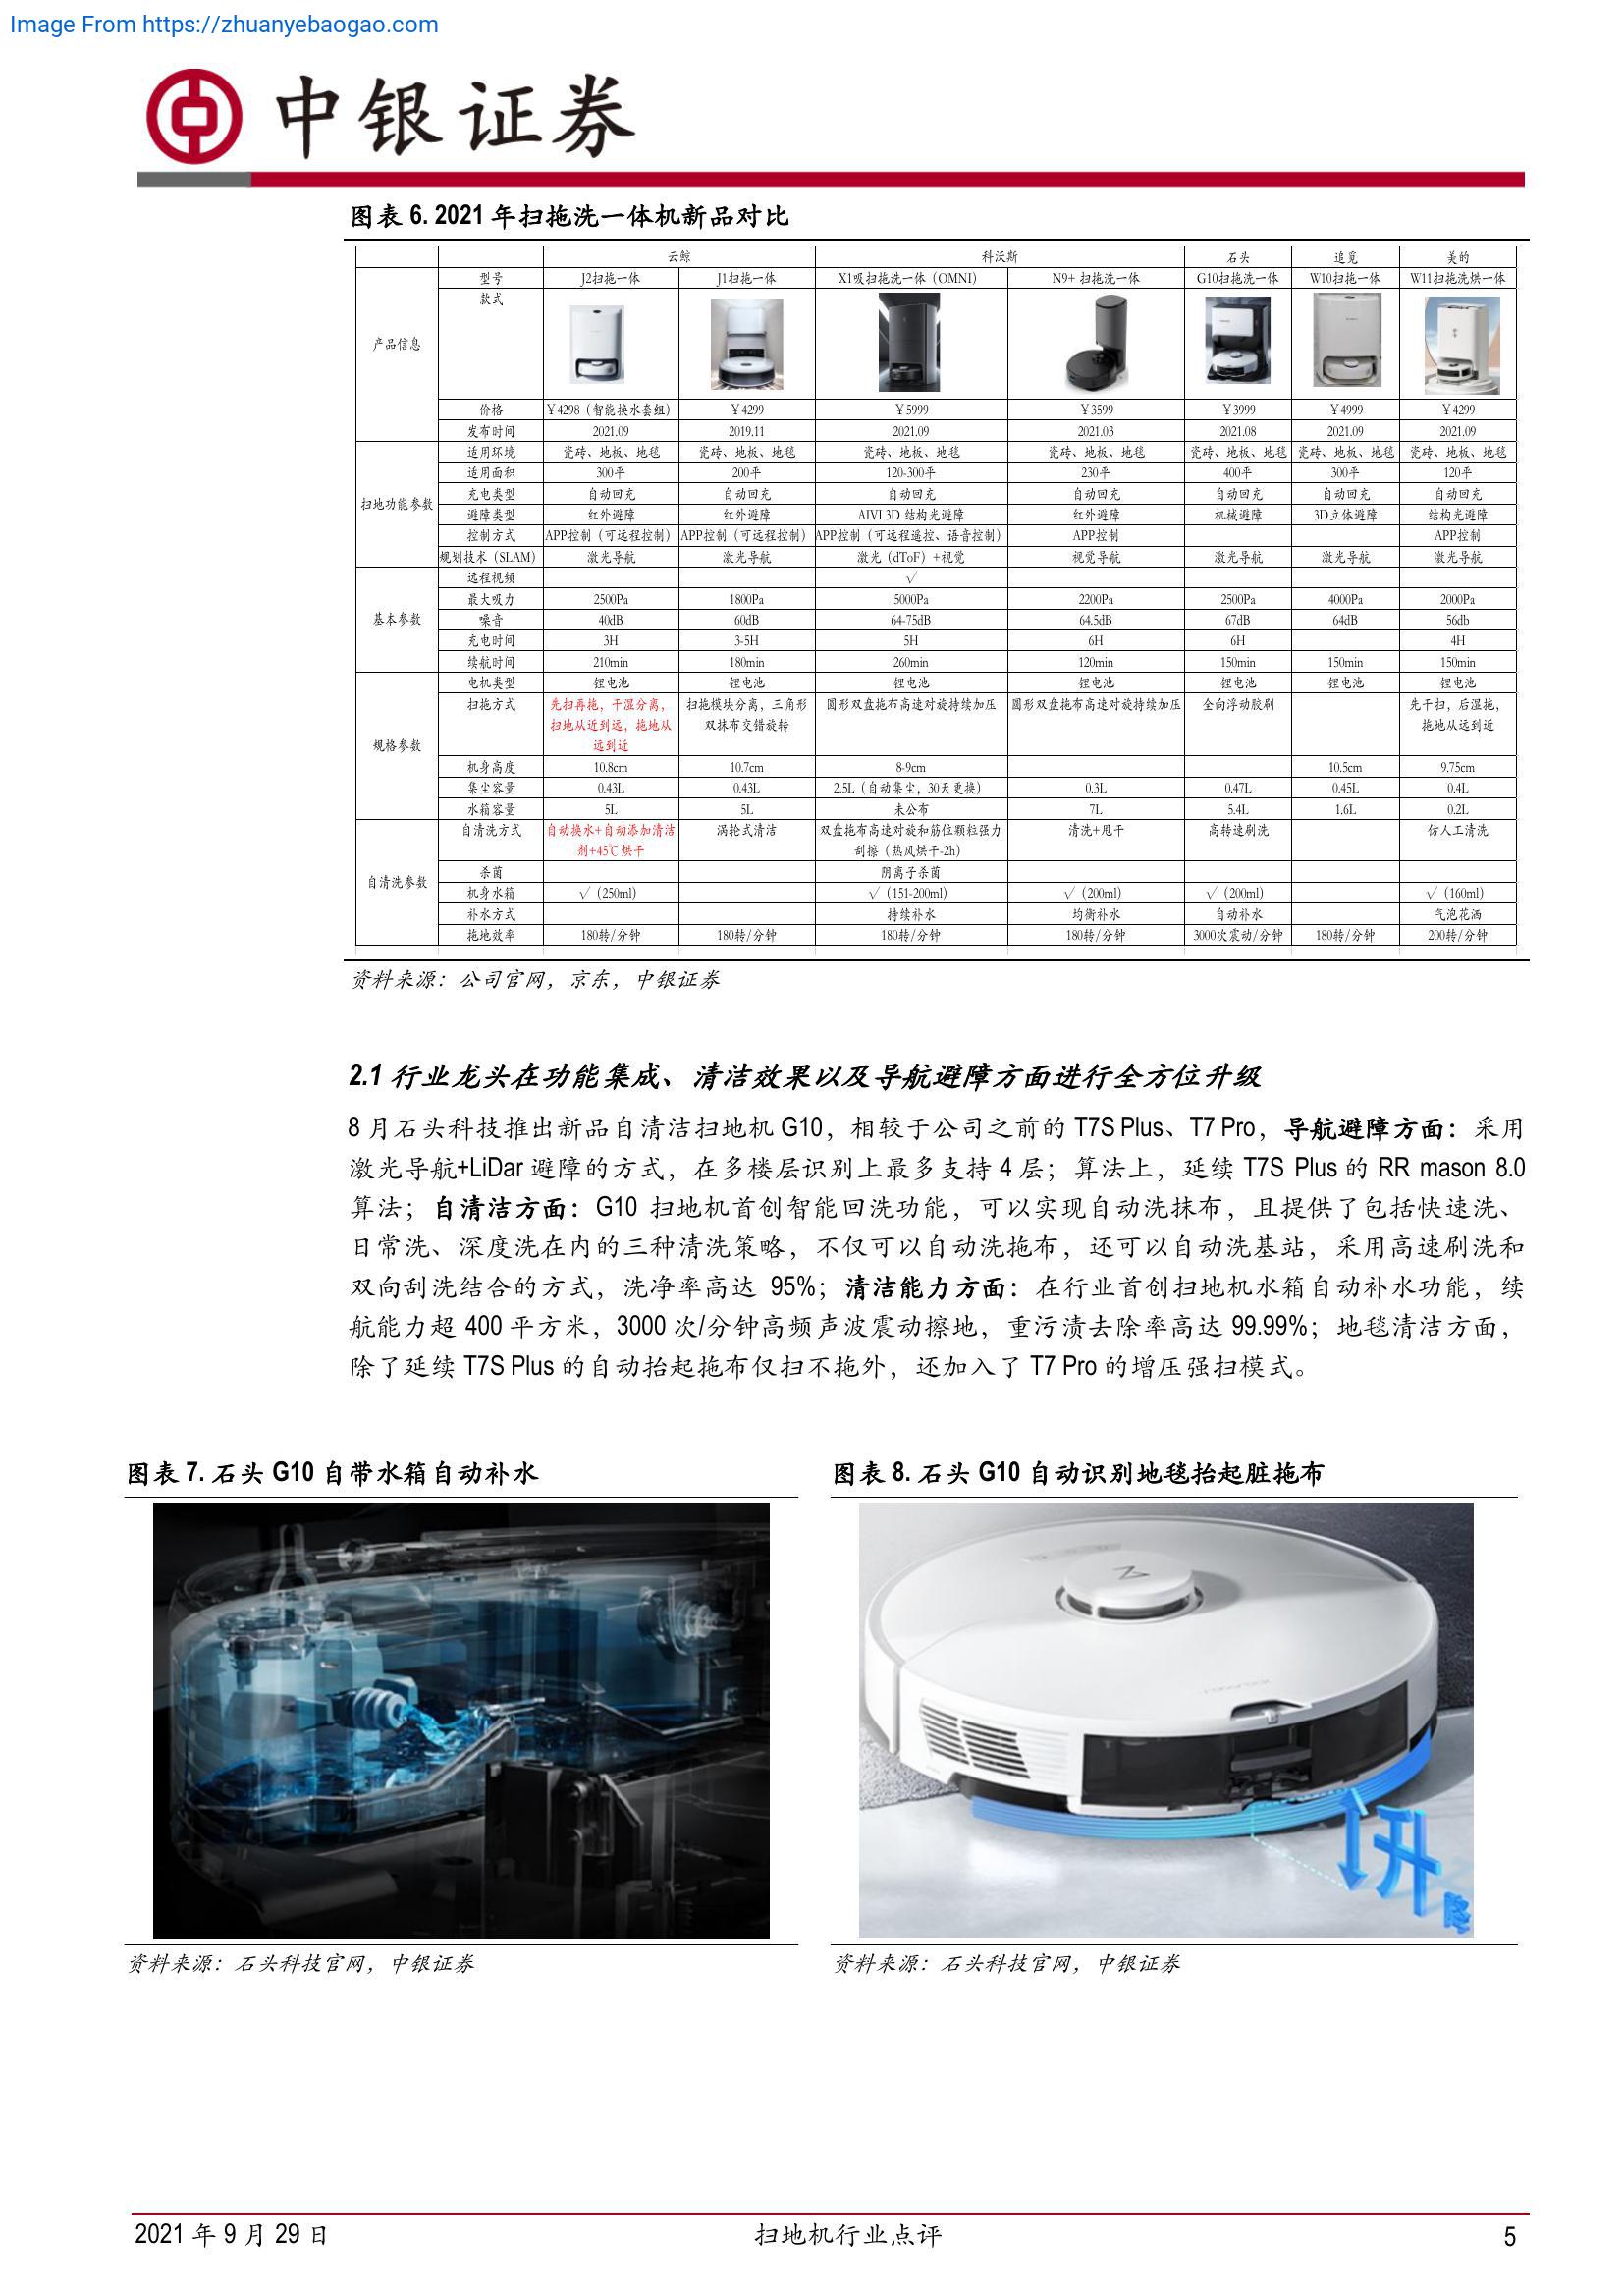 Image From https://zhuanyebaogao.com
中银证券
图表 6. 2021 年扫拖洗一体机新品对比
云鲸 科沃斯 石头 追觅 美的
产品信息 型号 J2扫拖一体 J1扫拖一体 X1吸扫拖洗一体（OMNI） N9+ 扫拖洗一体 G10扫拖洗一体 W10扫拖一体 W11扫拖洗烘一体
款式
价格 ￥4298（智能换水套组） ￥4299 ￥5999 ￥3599 ￥3999 ￥4999 ￥4299
发布时间 2021.09 2019.11 2021.09 2021.03 2021.08 2021.09 2021.09
扫地功能参数 适用环境 瓷砖、地板、地毯 瓷砖、地板、地毯 瓷砖、地板、地毯 瓷砖、地板、地毯 瓷砖、地板、地毯 瓷砖、地板、地毯 瓷砖、地板、地毯
适用面积 300平 200平 120-300平 230平 400平 300平 120平
充电类型 自动回充 自动回充 自动回充 自动回充 自动回充 自动回充 自动回充
避障类型 红外避障 红外避障 AIVI 3D 结构光避障 红外避障 机械避障 3D立体避障 结构光避障
控制方式 APP控制（可远程控制） APP控制（可远程控制） APP控制（可远程遥控、语音控制） APP控制 APP控制
规划技术（SLAM） 激光导航 激光导航 激光（dToF）+视觉 视觉导航 激光导航 激光导航 激光导航
基本参数 远程视频 √
最大吸力 2500Pa 1800Pa 5000Pa 2200Pa 2500Pa 4000Pa 2000Pa
噪音 40dB 60dB 64-75dB 64.5dB 67dB 64dB 56db
充电时间 3H 3-5H 5H 6H 6H 4H
续航时间 210min 180min 260min 120min 150min 150min 150min
规格参数 电机类型 锂电池 锂电池 锂电池 锂电池 锂电池 锂电池 锂电池
扫拖方式 先扫再拖，干湿分离，扫地从近到远，拖地从远到近 扫拖模块分离，三角形双抹布交错旋转 圆形双盘拖布高速对旋持续加压 圆形双盘拖布高速对旋持续加压 全向浮动胶刷 先干扫，后湿拖，拖地从远到近
机身高度 10.8cm 10.7cm 8-9cm 10.5cm 9.75cm
集尘容量 0.43L 0.43L 2.5L（自动集尘，30天更换） 0.3L 0.47L 0.45L 0.4L
水箱容量 5L 5L 未公布 7L 5.4L 1.6L 0.2L
自清洗参数 自清洗方式 自动换水+自动添加清洁剂+45℃烘干 涡轮式清洁 双盘拖布高速对旋和筋位颗粒强力刮擦（热风烘干-2h） 清洗+甩干 高转速刷洗 仿人工清洗
杀菌 阴离子杀菌
机身水箱 √（250ml） √（151-200ml） √（200ml） √（200ml） √（160ml）
补水方式 持续补水 均衡补水 自动补水 气泡花洒
拖地效率 180转/分钟 180转/分钟 180转/分钟 180转/分钟 3000次震动/分钟 180转/分钟 200转/分钟
资料来源：公司官网，京东，中银证券
2.1 行业龙头在功能集成、清洁效果以及导航避障方面进行全方位升级
8 月石头科技推出新品自清洁扫地机 G10，相较于公司之前的 T7S Plus、T7 Pro，导航避障方面：采用
激光导航+LiDar 避障的方式，在多楼层识别上最多支持 4 层；算法上，延续 T7S Plus 的 RR mason 8.0
算法；自清洁方面：G10 扫地机首创智能回洗功能，可以实现自动洗抹布，且提供了包括快速洗、
日常洗、深度洗在内的三种清洗策略，不仅可以自动洗拖布，还可以自动洗基站，采用高速刷洗和
双向刮洗结合的方式，洗净率高达 95%；清洁能力方面：在行业首创扫地机水箱自动补水功能，续
航能力超 400 平方米，3000 次/分钟高频声波震动擦地，重污渍去除率高达 99.99%；地毯清洁方面，
除了延续 T7S Plus 的自动抬起拖布仅扫不拖外，还加入了 T7 Pro 的增压强扫模式。
图表 7. 石头 G10 自带水箱自动补水
图表 8. 石头 G10 自动识别地毯抬起脏拖布
升
降
资料来源：石头科技官网，中银证券
资料来源：石头科技官网，中银证券
2021 年 9 月 29 日 扫地机行业点评 5